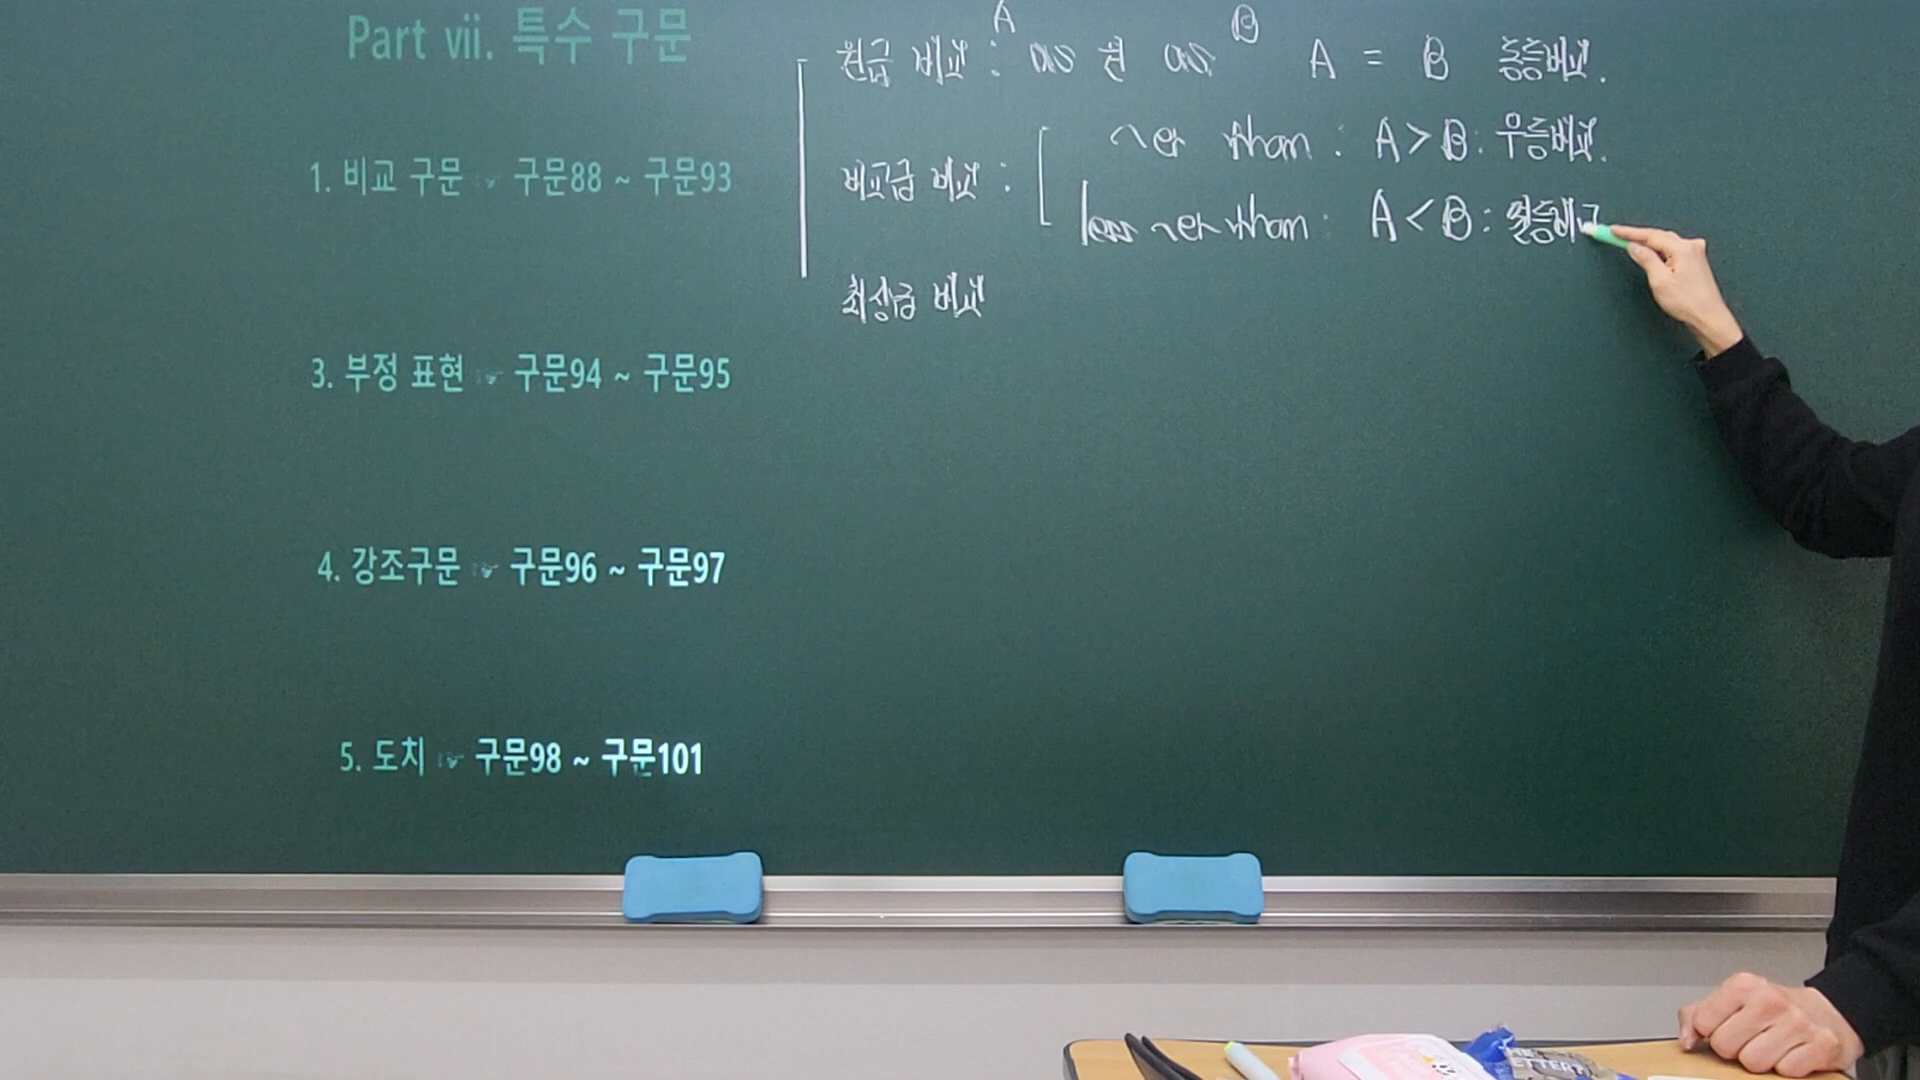 Part vii. 특수 구문
1. 비교 구문 ☞ 구문88 ~ 구문93
3. 부정 표현 ☞ 구문94 ~ 구문95
4. 강조구문 ☞ 구문96 ~ 구문97
5. 도치 ☞ 구문98 ~ 구문101
A B
원급 비교 : as 원 as A = B 동등비교.
비교급 비교 :
~er than : A > B : 우등비교.
less ~er than : A < B : 열등비교
최상급 비교